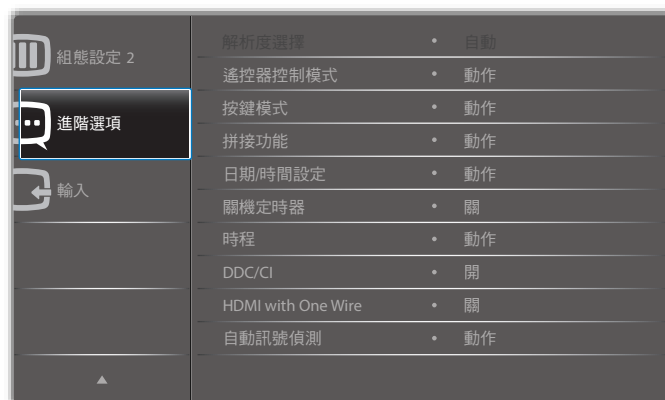 組態設定 2
進階選項
輸入
解析度選擇 • 自動
遙控器控制模式 • 動作
按鍵模式 • 動作
拼接功能 • 動作
日期/時間設定 • 動作
關機定時器 • 關
時程 • 動作
DDC/CI • 開
HDMI with One Wire • 關
自動訊號偵測 • 動作